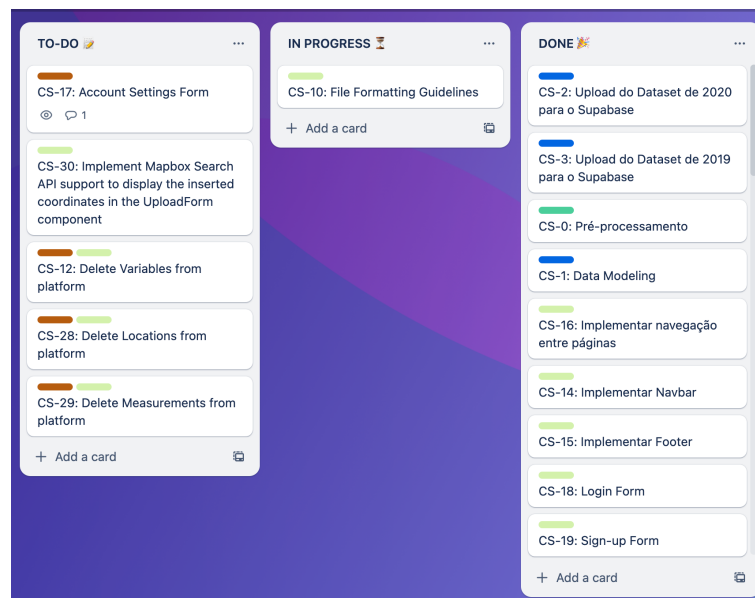 TO-DO 📝
CS-17: Account Settings Form
1
CS-30: Implement Mapbox Search
API support to display the inserted
coordinates in the UploadForm
component
CS-12: Delete Variables from
platform
CS-28: Delete Locations from
platform
CS-29: Delete Measurements from
platform
+ Add a card
IN PROGRESS ⏳
CS-10: File Formatting Guidelines
+ Add a card
DONE 🎉
CS-2: Upload do Dataset de 2020
para o Supabase
CS-3: Upload do Dataset de 2019
para o Supabase
CS-0: Pré-processamento
CS-1: Data Modeling
CS-16: Implementar navegação
entre páginas
CS-14: Implementar Navbar
CS-15: Implementar Footer
CS-18: Login Form
CS-19: Sign-up Form
+ Add a card